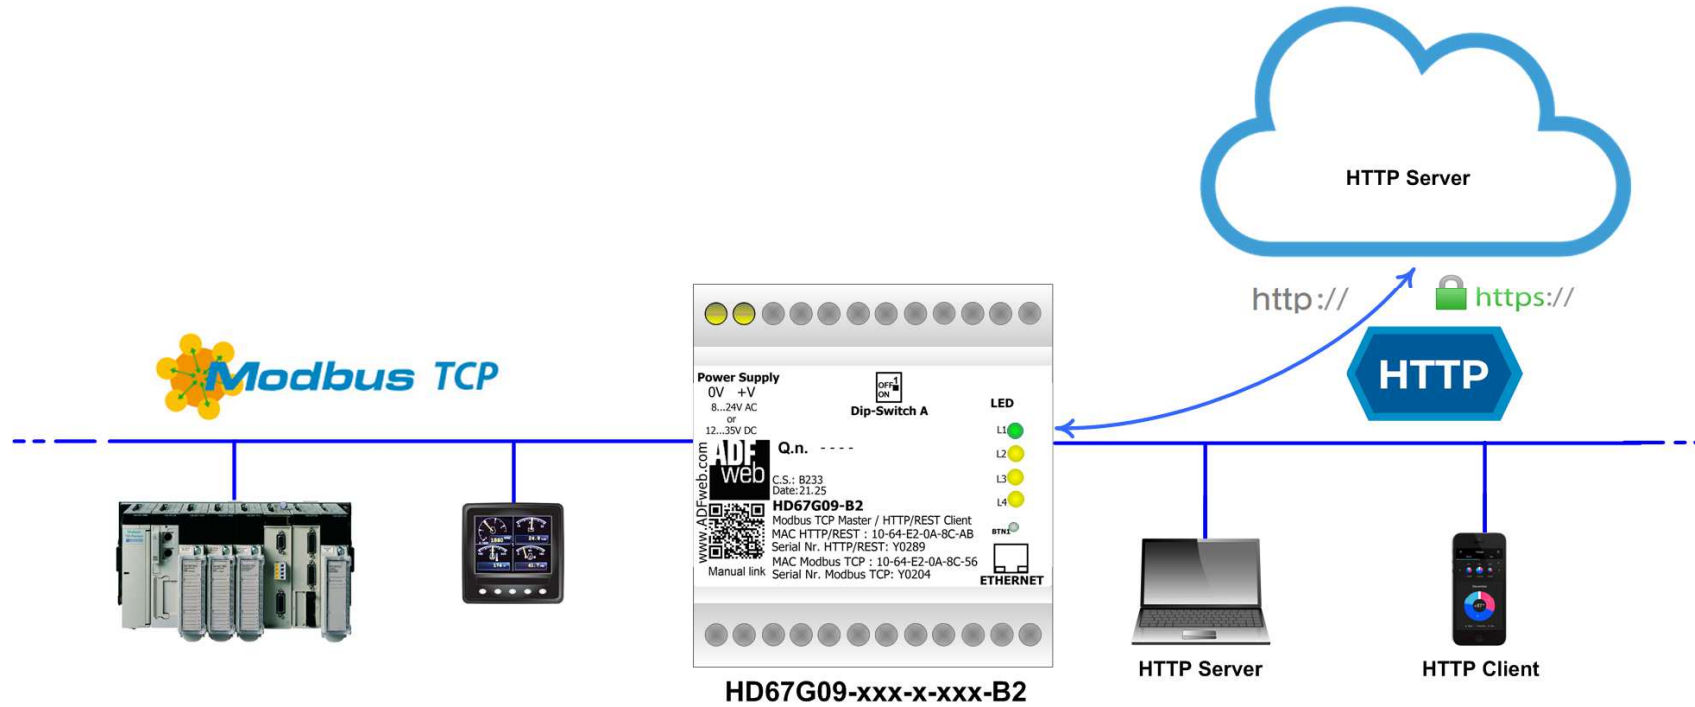 HTTP Server
http://
https://
HTTP
Modbus TCP
Power Supply
0V +V
8...24V AC
or
12...35V DC
OFF 1
ON
Dip-Switch A
LED
L1
L2
L3
L4
BTN1
ETHERNET
www.ADFweb.com
ADF
web
Q.n. - - - -
C.S.: B233
Date:21.25
HD67G09-B2
Modbus TCP Master / HTTP/REST Client
MAC HTTP/REST : 10-64-E2-0A-8C-AB
Serial Nr. HTTP/REST: Y0289
MAC Modbus TCP : 10-64-E2-0A-8C-56
Serial Nr. Modbus TCP: Y0204
Manual link
HTTP Server
HTTP Client
HD67G09-xxx-x-xxx-B2